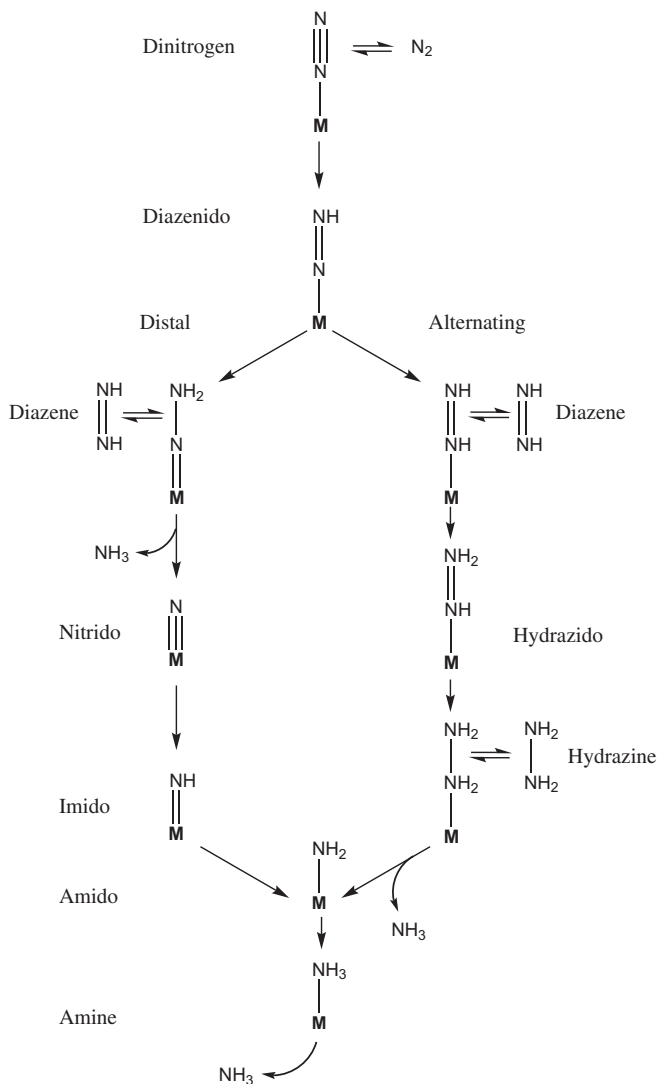 N
Dinitrogen
N₂
N
M
Diazenido
NH
N
Distal
M
Alternating
NH
NH₂
NH
NH
Diazene
Diazene
NH
N
NH
NH
M
M
NH₃
NH₂
N
NH
Nitrido
Hydrazido
M
M
NH₂
NH₂
Hydrazine
NH
NH₂
NH₂
Imido
M
M
NH₂
Amido
M
NH₃
NH₃
Amine
M
NH₃